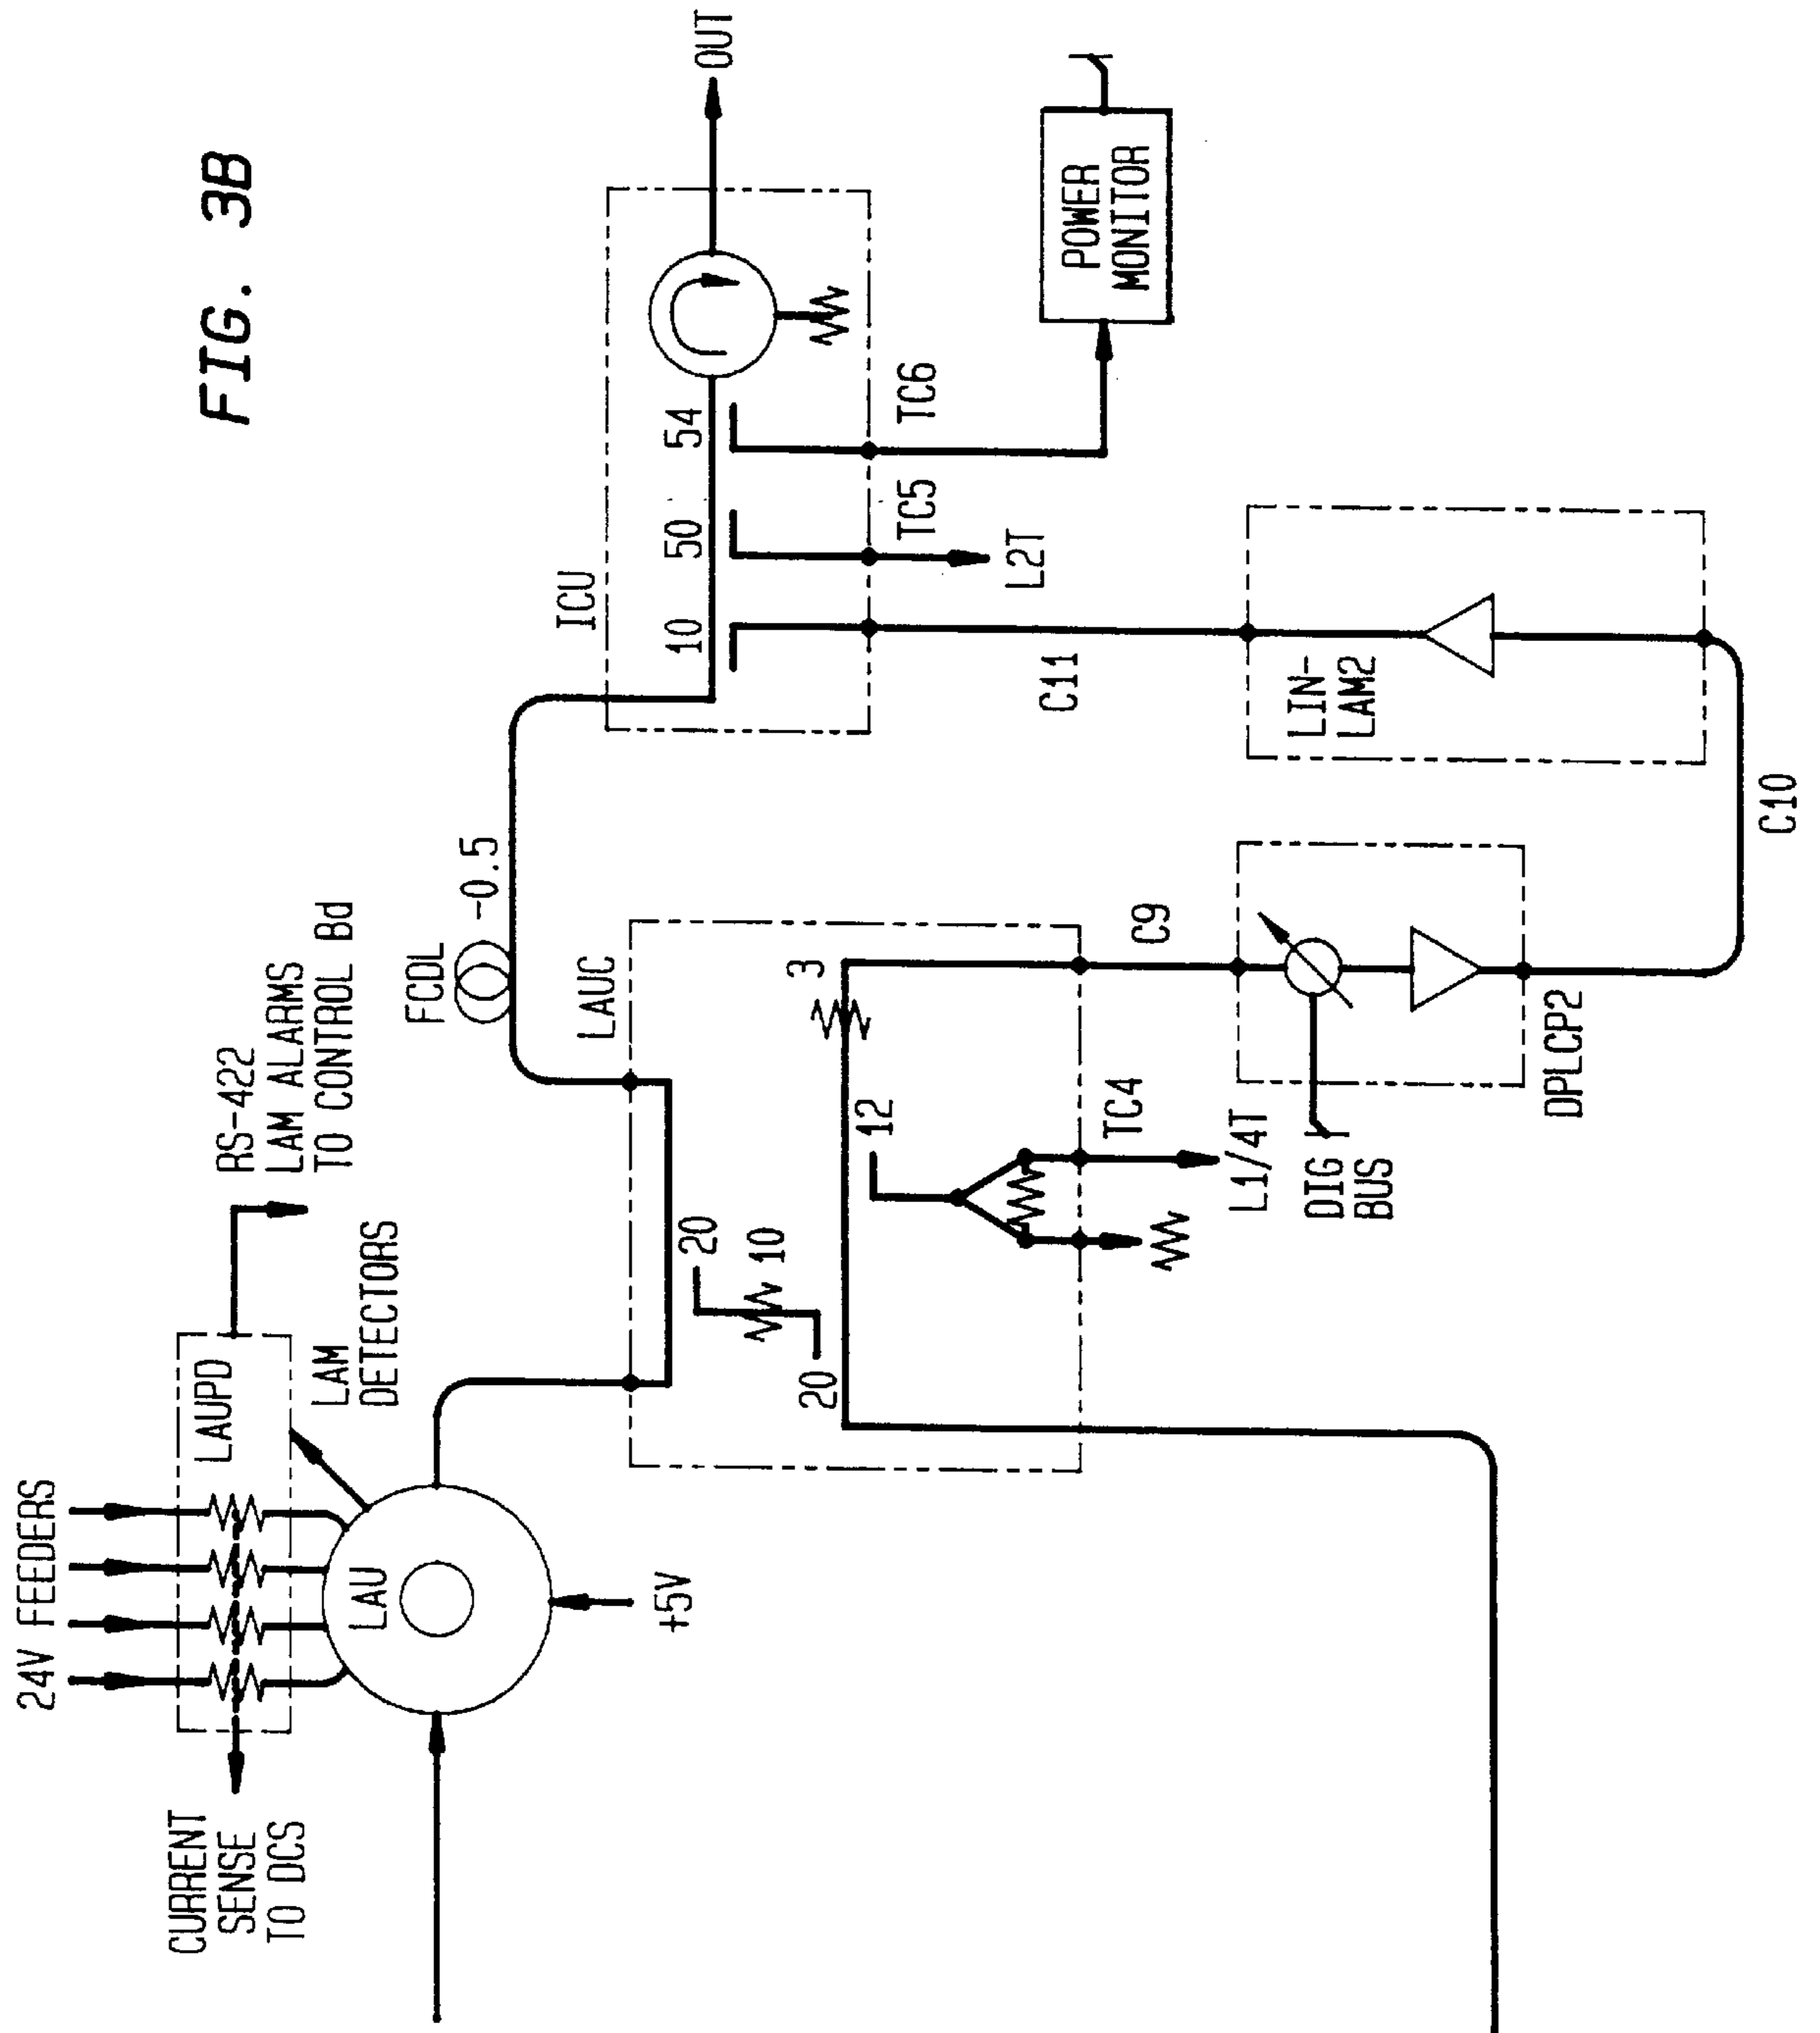 FIG. 3B
24V FEEDERS
LAUPD
CURRENT
SENSE
TO DCS
RS-422
LAM ALARMS
TO CONTROL Bd
LAM
DETECTORS
LAU
+5V
FCDL
-0.5
ICU
10
50
54
OUT
TC5
TC6
L2T
POWER
MONITOR
LAUC
20
10
20
12
3
TC4
L1/4T
C9
DIG
BUS
DPLCP2
C10
LIN-
LAM2
C11